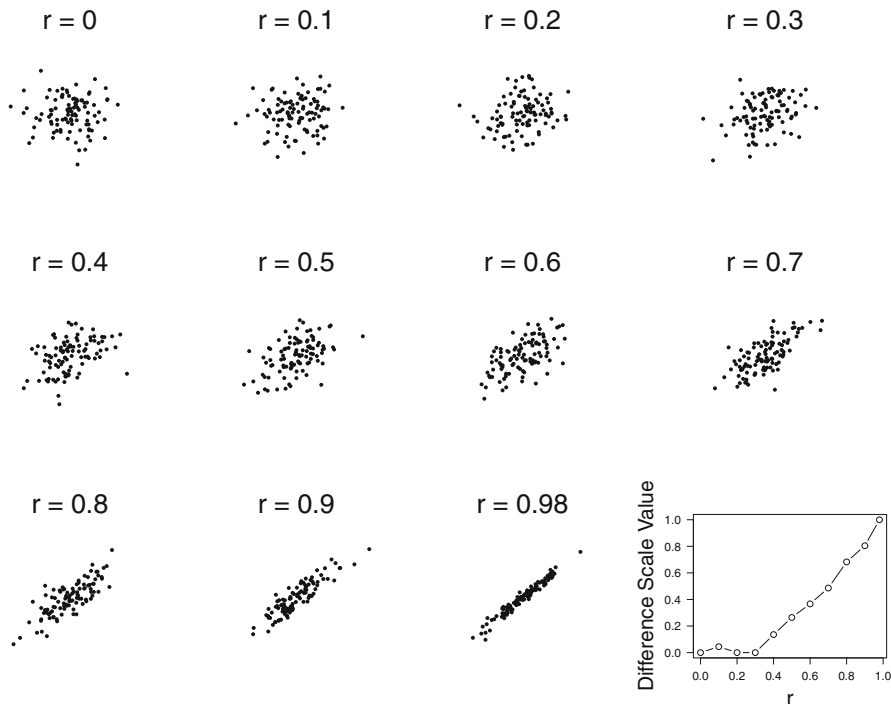 r = 0
r = 0.1
r = 0.2
r = 0.3
r = 0.4
r = 0.5
r = 0.6
r = 0.7
r = 0.8
r = 0.9
r = 0.98
Difference Scale Value
1.0
0.8
0.6
0.4
0.2
0.0
0.0 0.2 0.4 0.6 0.8 1.0
r